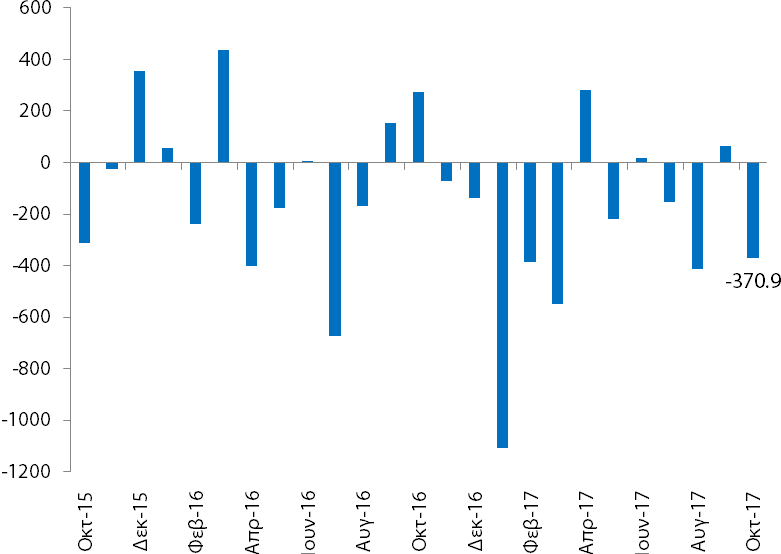 600
400
200
0
-200
-400
-600
-800
-1000
-1200
-370.9
Οκτ-15
Δεκ-15
Φεβ-16
Απρ-16
Ιουν-16
Αυγ-16
Οκτ-16
Δεκ-16
Φεβ-17
Απρ-17
Ιουν-17
Αυγ-17
Οκτ-17